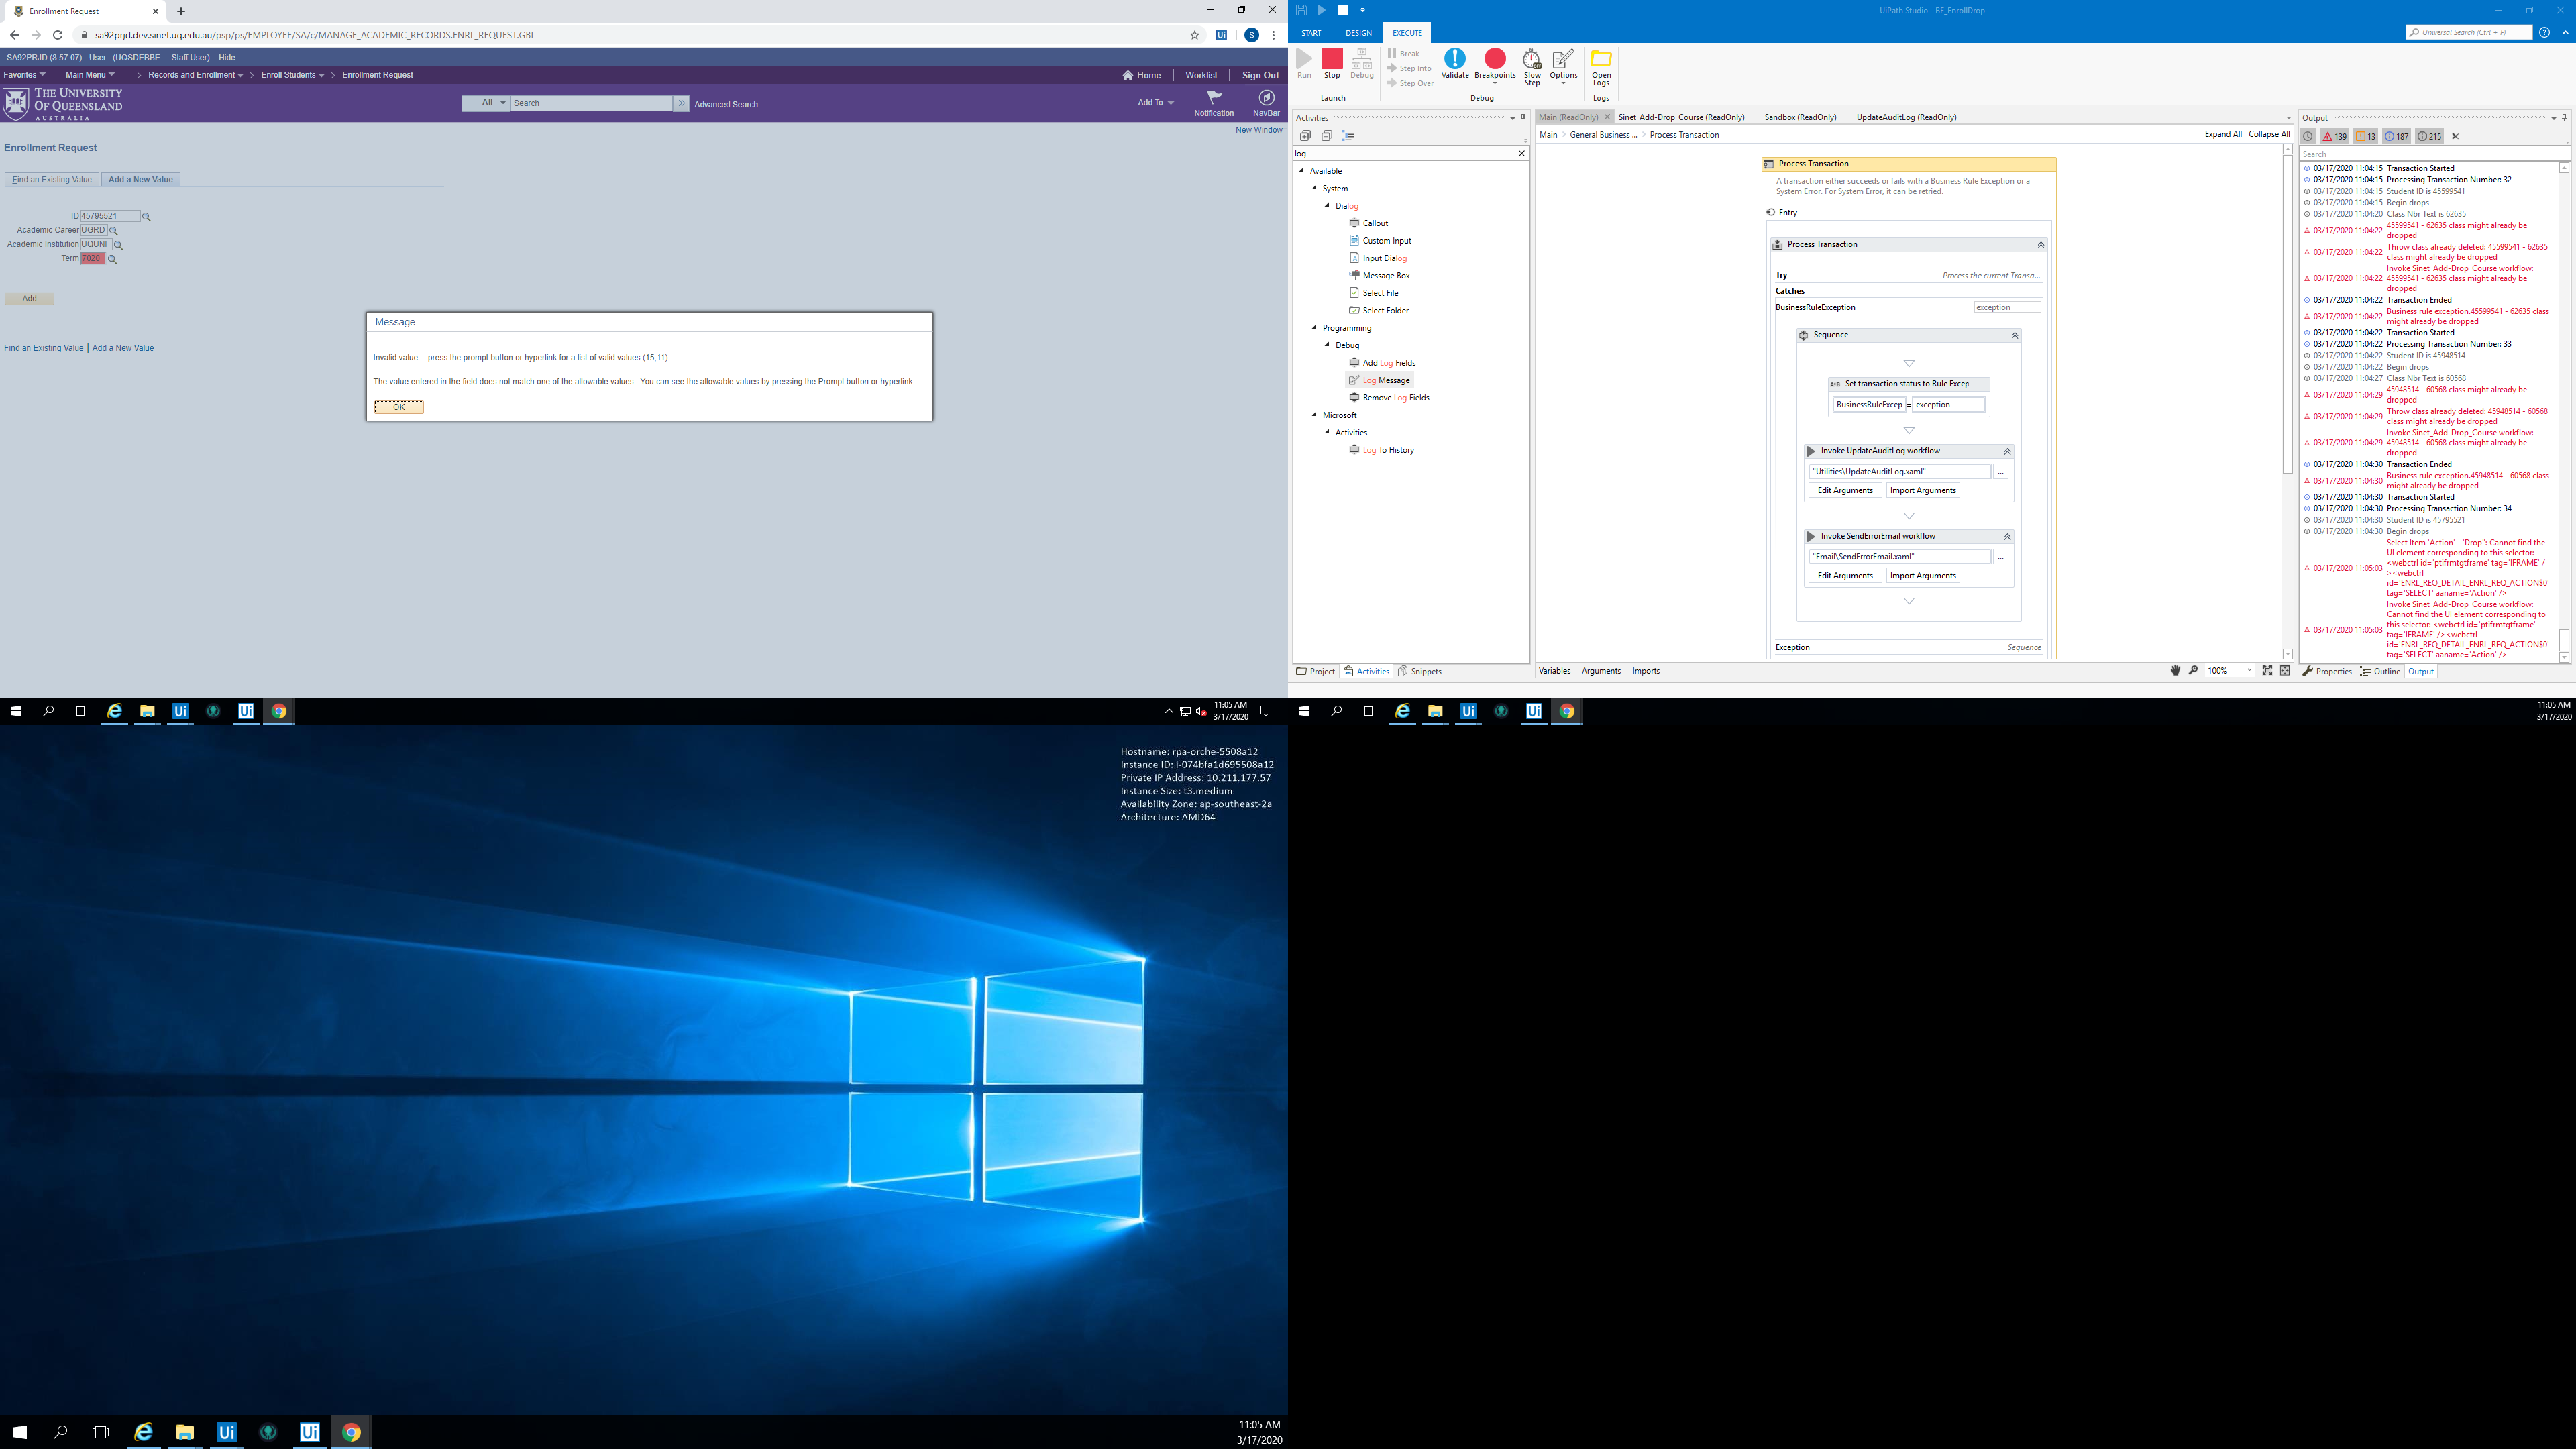 Enrollment Request
sa92prjd.dev.sinet.uq.edu.au/psp/ps/EMPLOYEE/SA/c/MANAGE_ACADEMIC_RECORDS.ENRL_REQUEST.GBL
Ui
S
SA92PRJD (8.57.07) - User : (UQSDEBBE : : Staff User) Hide
Favorites Main Menu > Records and Enrollment > Enroll Students > Enrollment Request
Home Worklist Sign Out
THE UNIVERSITY
OF QUEENSLAND
AUSTRALIA
All Search Advanced Search
Add To Notification NavBar
New Window
Enrollment Request
Find an Existing Value Add a New Value
ID 45795521
Academic Career UGRD
Academic Institution UQUNI
Term 7020
Add
Find an Existing Value | Add a New Value
Message
Invalid value -- press the prompt button or hyperlink for a list of valid values (15,11)
The value entered in the field does not match one of the allowable values. You can see the allowable values by pressing the Prompt button or hyperlink.
OK
11:05 AM
3/17/2020
UiPath Studio - BE_EnrollDrop
START DESIGN EXECUTE
Universal Search (Ctrl + F)
Run Stop Debug
Break
Step Into
Step Over
Validate Breakpoints Slow Step Options Open Logs
Launch Debug Logs
Activities
log
Available
System
Dialog
Callout
Custom Input
Input Dialog
Message Box
Select File
Select Folder
Programming
Debug
Add Log Fields
Log Message
Remove Log Fields
Microsoft
Activities
Log To History
Project Activities Snippets
Main (ReadOnly) Sinet_Add-Drop_Course (ReadOnly) Sandbox (ReadOnly) UpdateAuditLog (ReadOnly)
Main > General Business ... > Process Transaction
Expand All Collapse All
Process Transaction
A transaction either succeeds or fails with a Business Rule Exception or a
System Error. For System Error, it can be retried.
Entry
Process Transaction
Try Process the current Transa...
Catches
BusinessRuleException exception
Sequence
A+B Set transaction status to Rule Excep
BusinessRuleExcep = exception
Invoke UpdateAuditLog workflow
"Utilities\UpdateAuditLog.xaml" ...
Edit Arguments Import Arguments
Invoke SendErrorEmail workflow
"Email\SendErrorEmail.xaml" ...
Edit Arguments Import Arguments
Exception Sequence
Variables Arguments Imports
100%
Output
139 13 187 215
Search
03/17/2020 11:04:15 Transaction Started
03/17/2020 11:04:15 Processing Transaction Number: 32
03/17/2020 11:04:15 Student ID is 45599541
03/17/2020 11:04:15 Begin drops
03/17/2020 11:04:20 Class Nbr Text is 62635
03/17/2020 11:04:22 45599541 - 62635 class might already be
dropped
03/17/2020 11:04:22 Throw class already deleted: 45599541 - 62635
class might already be dropped
Invoke Sinet_Add-Drop_Course workflow:
03/17/2020 11:04:22 45599541 - 62635 class might already be
dropped
03/17/2020 11:04:22 Transaction Ended
03/17/2020 11:04:22 Business rule exception.45599541 - 62635 class
might already be dropped
03/17/2020 11:04:22 Transaction Started
03/17/2020 11:04:22 Processing Transaction Number: 33
03/17/2020 11:04:22 Student ID is 45948514
03/17/2020 11:04:22 Begin drops
03/17/2020 11:04:27 Class Nbr Text is 60568
03/17/2020 11:04:29 45948514 - 60568 class might already be
dropped
03/17/2020 11:04:29 Throw class already deleted: 45948514 - 60568
class might already be dropped
Invoke Sinet_Add-Drop_Course workflow:
03/17/2020 11:04:29 45948514 - 60568 class might already be
dropped
03/17/2020 11:04:30 Transaction Ended
03/17/2020 11:04:30 Business rule exception.45948514 - 60568 class
might already be dropped
03/17/2020 11:04:30 Transaction Started
03/17/2020 11:04:30 Processing Transaction Number: 34
03/17/2020 11:04:30 Student ID is 45795521
03/17/2020 11:04:30 Begin drops
Select Item 'Action' - 'Drop": Cannot find the
UI element corresponding to this selector:
03/17/2020 11:05:03 <webctrl id='ptifrmtgtframe' tag='IFRAME' /
><webctrl
id='ENRL_REQ_DETAIL_ENRL_REQ_ACTION$0'
tag='SELECT' aaname='Action' />
Invoke Sinet_Add-Drop_Course workflow:
Cannot find the UI element corresponding to
this selector: <webctrl id='ptifrmtgtframe'
03/17/2020 11:05:03 tag='IFRAME' /><webctrl
id='ENRL_REQ_DETAIL_ENRL_REQ_ACTION$0'
tag='SELECT' aaname='Action' />
Properties Outline Output
11:05 AM
3/17/2020
Hostname: rpa-orche-5508a12
Instance ID: i-074bfa1d695508a12
Private IP Address: 10.211.177.57
Instance Size: t3.medium
Availability Zone: ap-southeast-2a
Architecture: AMD64
11:05 AM
3/17/2020